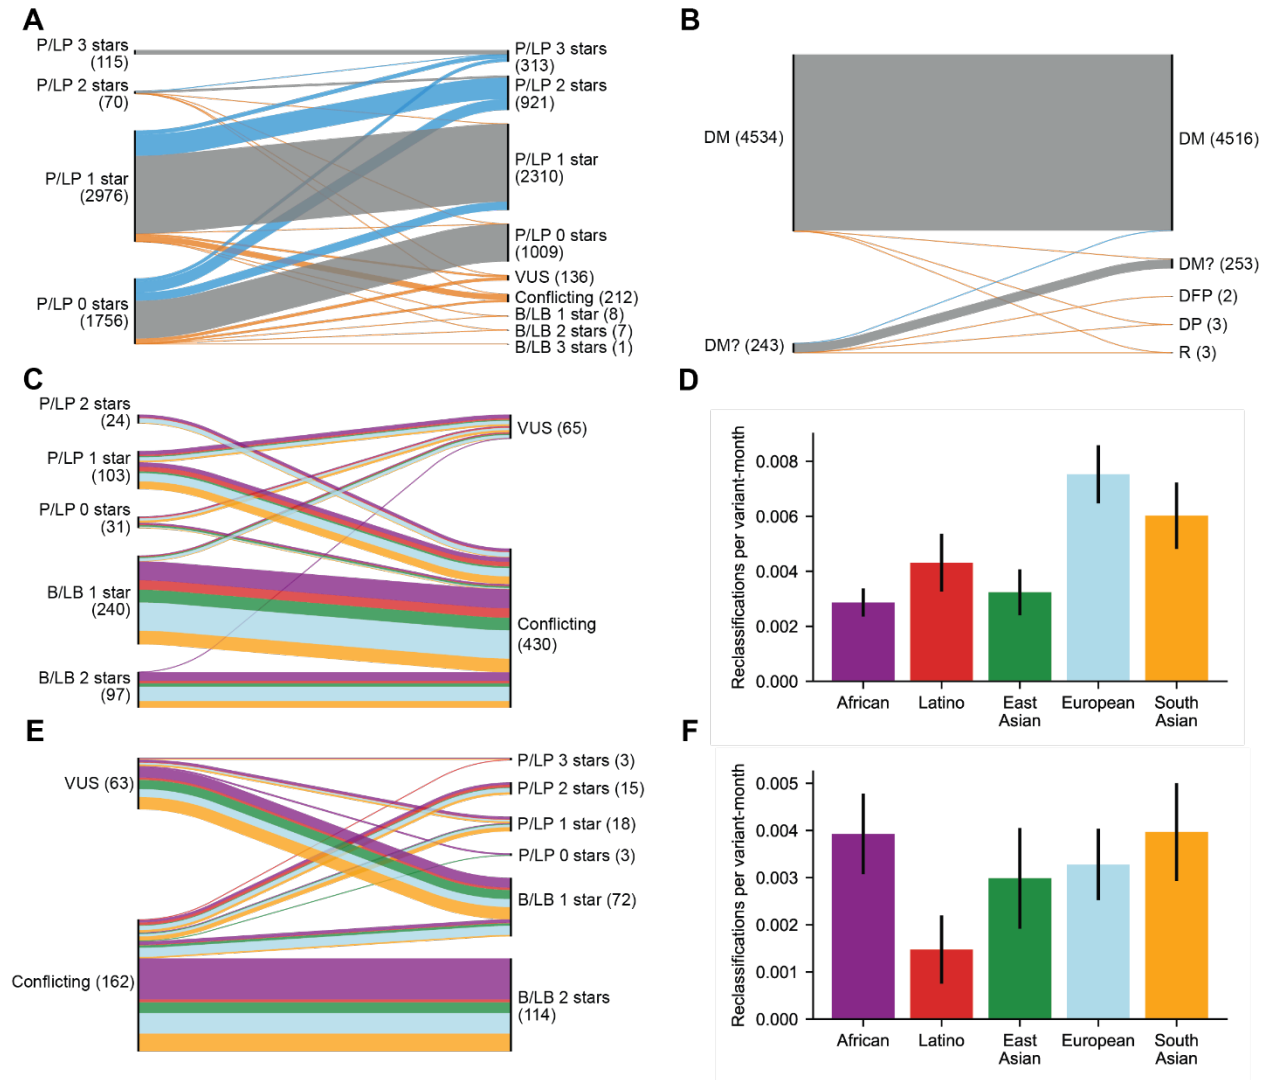 A
P/LP 3 stars
(115)
P/LP 2 stars
(70)
P/LP 1 star
(2976)
P/LP 0 stars
(1756)
P/LP 3 stars
(313)
P/LP 2 stars
(921)
P/LP 1 star
(2310)
P/LP 0 stars
(1009)
VUS (136)
Conflicting (212)
B/LB 1 star (8)
B/LB 2 stars (7)
B/LB 3 stars (1)
B
DM (4534)
DM? (243)
DM (4516)
DM? (253)
DFP (2)
DP (3)
R (3)
C
P/LP 2 stars
(24)
P/LP 1 star
(103)
P/LP 0 stars
(31)
B/LB 1 star
(240)
B/LB 2 stars
(97)
VUS (65)
Conflicting
(430)
D
Reclassifications per variant-month
0.008
0.006
0.004
0.002
0.000
African
Latino
East
Asian
European
South
Asian
E
VUS (63)
Conflicting (162)
P/LP 3 stars (3)
P/LP 2 stars (15)
P/LP 1 star (18)
P/LP 0 stars (3)
B/LB 1 star (72)
B/LB 2 stars
(114)
F
Reclassifications per variant-month
0.005
0.004
0.003
0.002
0.001
0.000
African
Latino
East
Asian
European
South
Asian